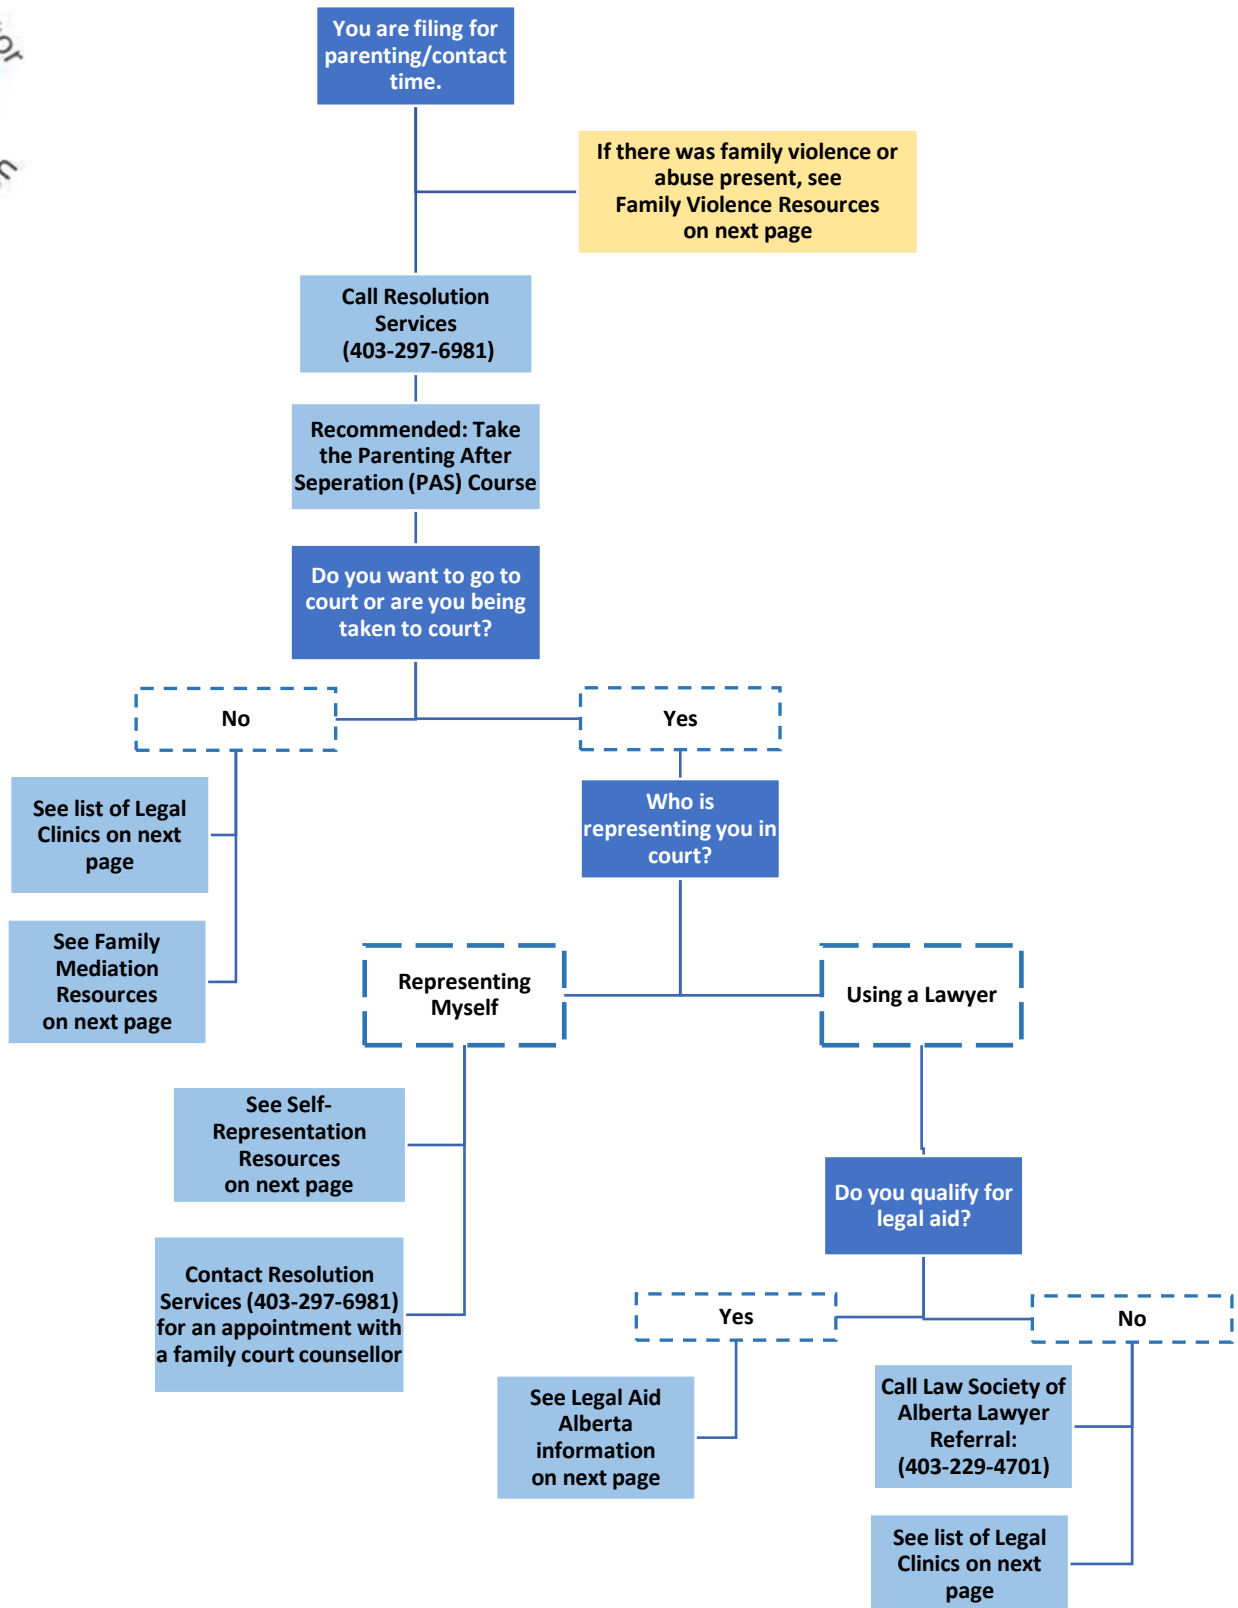 You are filing for
parenting/contact
time.
If there was family violence or
abuse present, see
Family Violence Resources
on next page
Call Resolution
Services
(403-297-6981)
Recommended: Take
the Parenting After
Seperation (PAS) Course
Do you want to go to
court or are you being
taken to court?
No
Yes
See list of Legal
Clinics on next
page
See Family
Mediation
Resources
on next page
Who is
representing you in
court?
Representing
Myself
Using a Lawyer
See Self-
Representation
Resources
on next page
Contact Resolution
Services (403-297-6981)
for an appointment with
a family court counsellor
Do you qualify for
legal aid?
Yes
No
See Legal Aid
Alberta
information
on next page
Call Law Society of
Alberta Lawyer
Referral:
(403-229-4701)
See list of Legal
Clinics on next
page